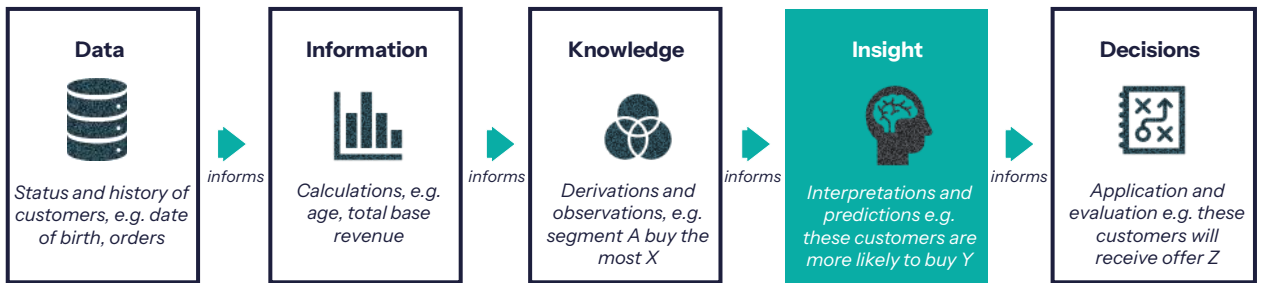 Data
Status and history of
customers, e.g. date
of birth, orders
informs
Information
Calculations, e.g.
age, total base
revenue
informs
Knowledge
Derivations and
observations, e.g.
segment A buy the
most X
informs
Insight
Interpretations and
predictions e.g.
these customers are
more likely to buy Y
informs
Decisions
Application and
evaluation e.g. these
customers will
receive offer Z